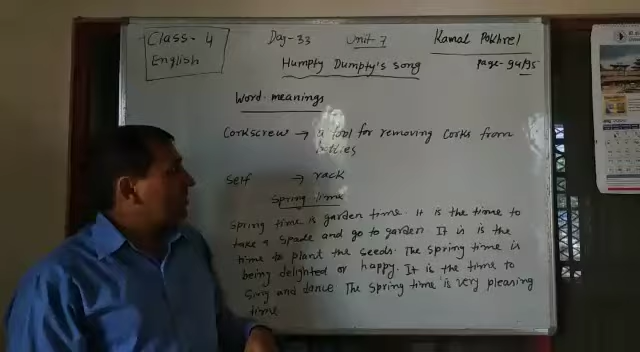 Class- 4
English
Day-33
Unit 7
Kamal Pokhrel
Humpty Dumpty's song
page-94/95
Word meanings
Corkscrew → a tool for removing corks from
bottles
Self → rack
Spring time
Spring time is garden time. It is the time to
take a spade and go to garden. It is is the
time to plant the seeds. The spring time is
being delighted or happy. It is the time to
Sing and dance The spring time is very pleasing
time